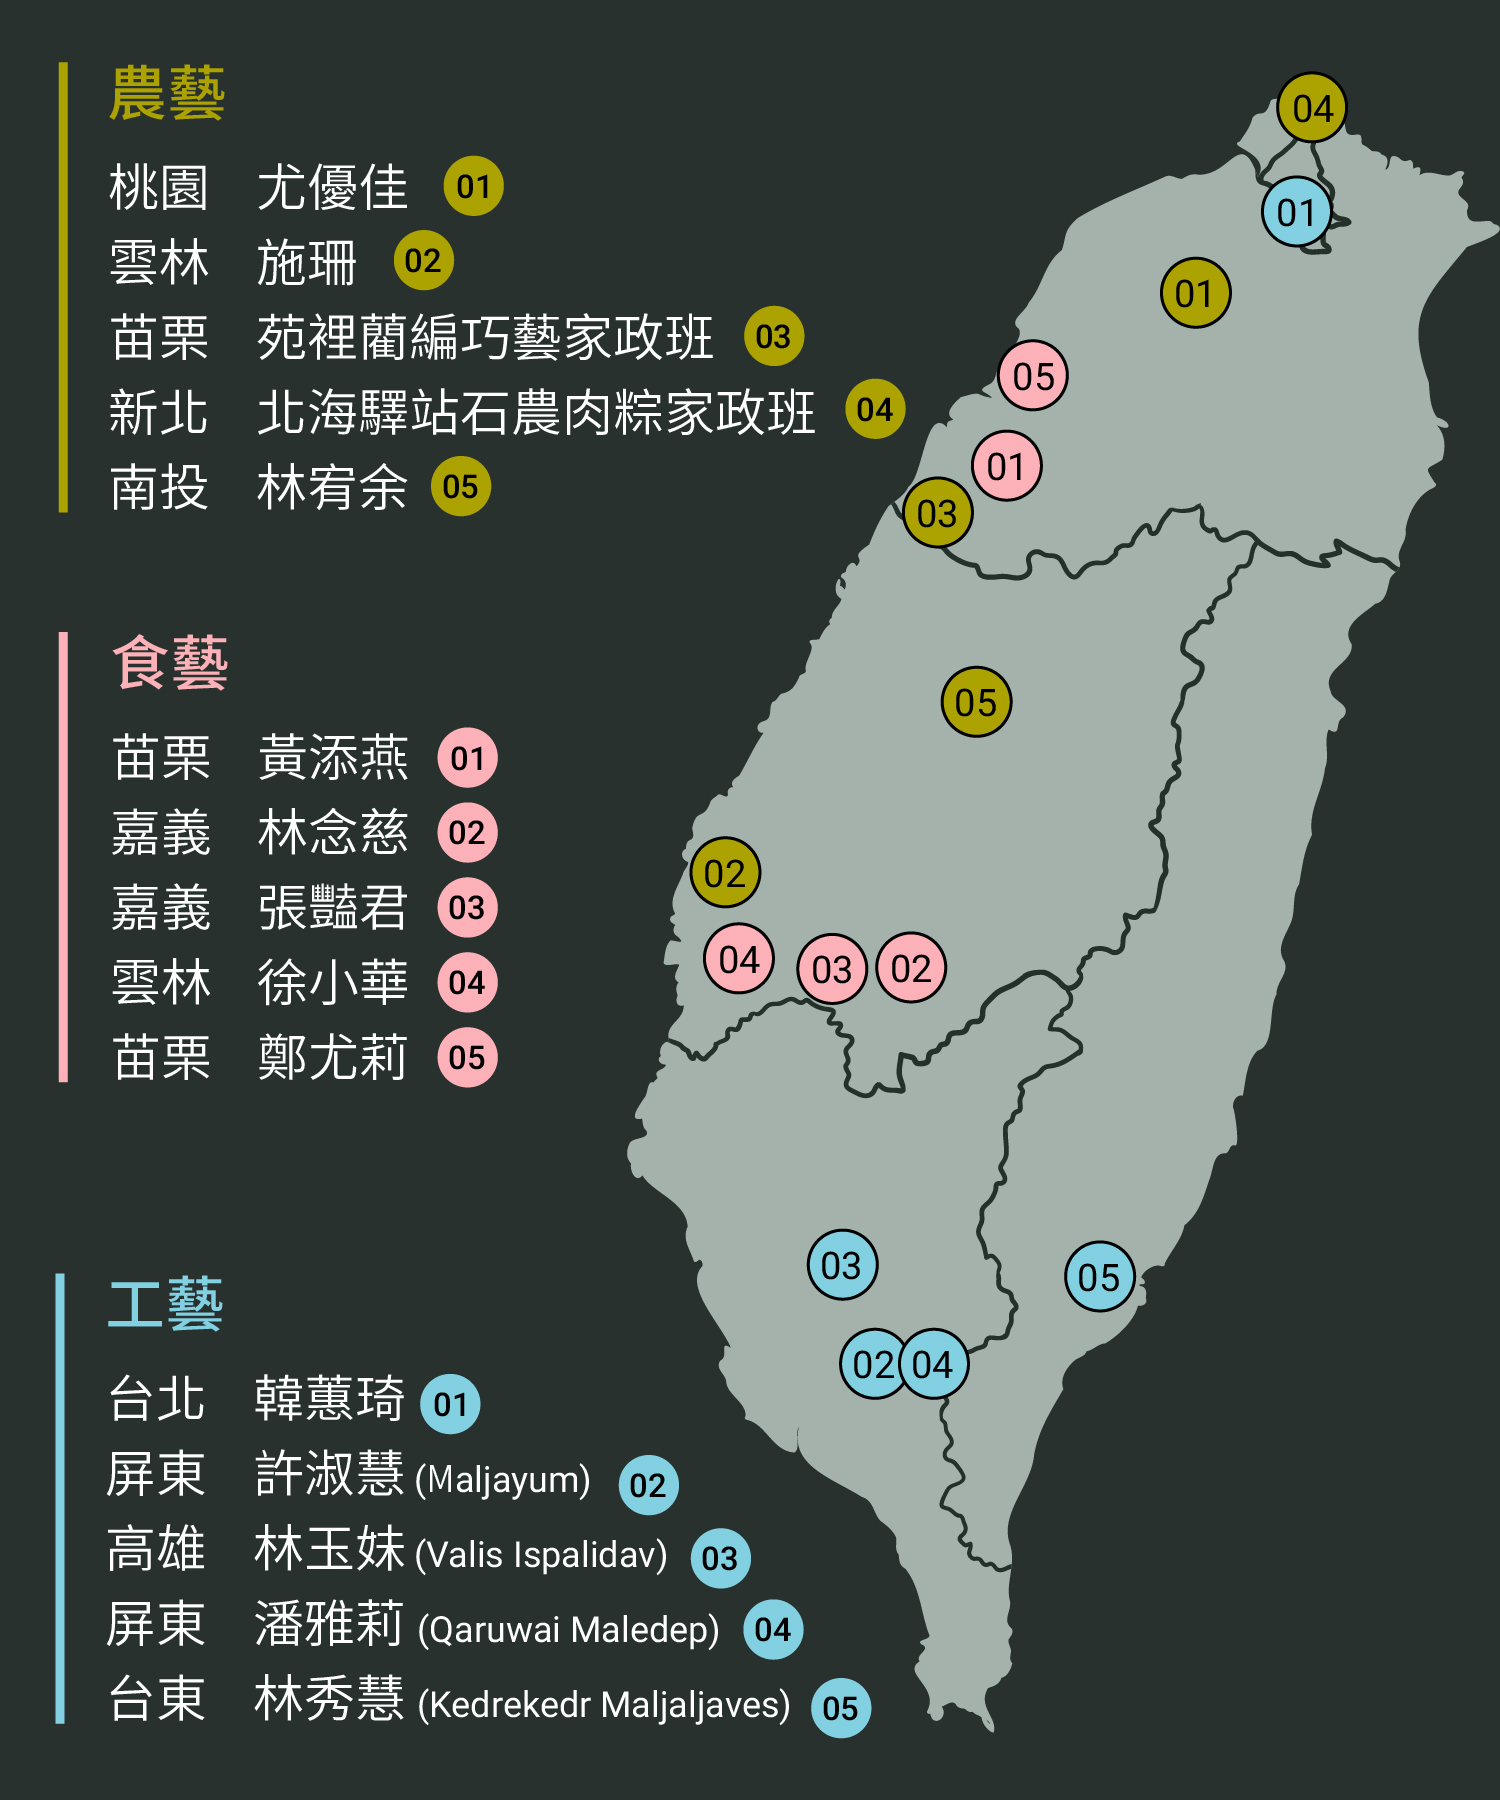 農藝
桃園 尤優佳 01
雲林 施珊 02
苗栗 苑裡藺編巧藝家政班 03
新北 北海驛站石農肉粽家政班 04
南投 林宥余 05
食藝
苗栗 黃添燕 01
嘉義 林念慈 02
嘉義 張豔君 03
雲林 徐小華 04
苗栗 鄭尤莉 05
工藝
台北 韓蕙琦 01
屏東 許淑慧 (Maljayum) 02
高雄 林玉妹 (Valis Ispalidav) 03
屏東 潘雅莉 (Qaruwai Maledep) 04
台東 林秀慧 (Kedrekedr Maljaljaves) 05
04
01
01
05
01
03
05
02
04 03 02
03
05
02 04